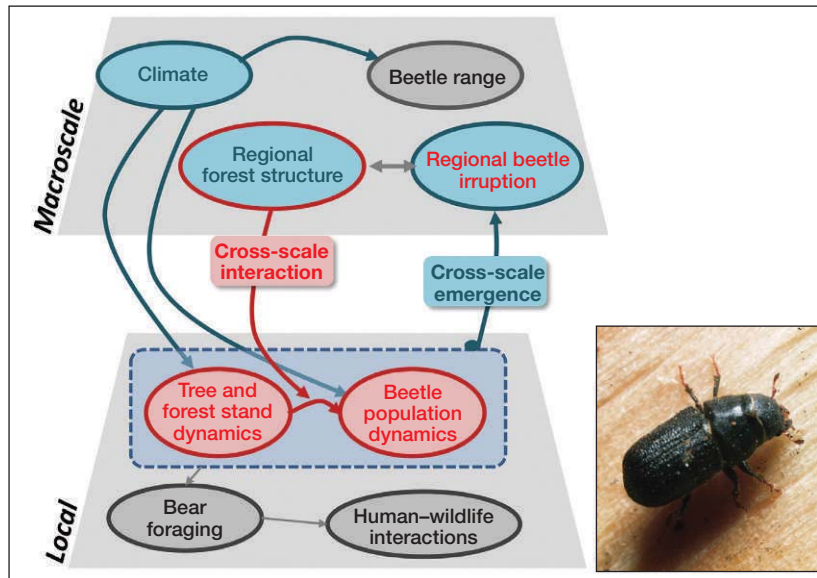 Climate
Beetle range
Macroscale
Regional
forest structure
Regional beetle
irruption
Cross-scale
interaction
Cross-scale
emergence
Tree and
forest stand
dynamics
Beetle
population
dynamics
Local
Bear
foraging
Human–wildlife
interactions